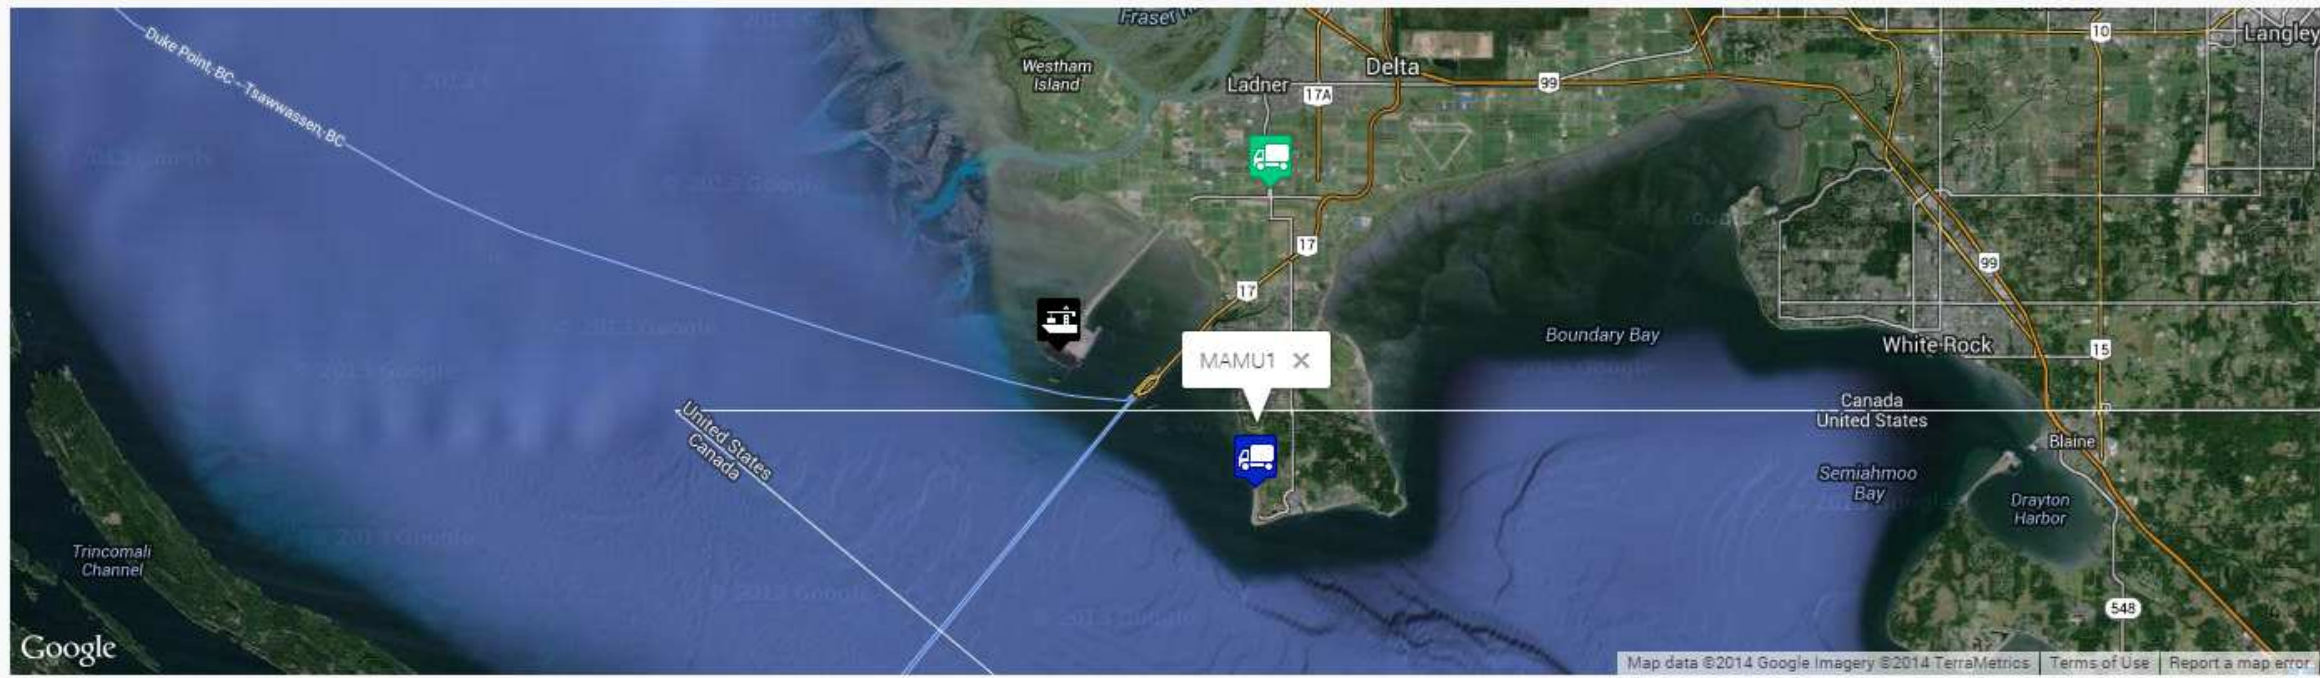 Fraser
Westham
Island
Ladner
Delta
17A
99
10
Langley
Duke Point, BC - Tsawwassen, BC
17
17
99
MAMU1
Boundary Bay
White Rock
15
United States
Canada
Canada
United States
Blaine
Semiahmoo
Bay
Drayton
Harbor
Trincomali
Channel
548
Google
Map data ©2014 Google Imagery ©2014 TerraMetrics
Terms of Use
Report a map error